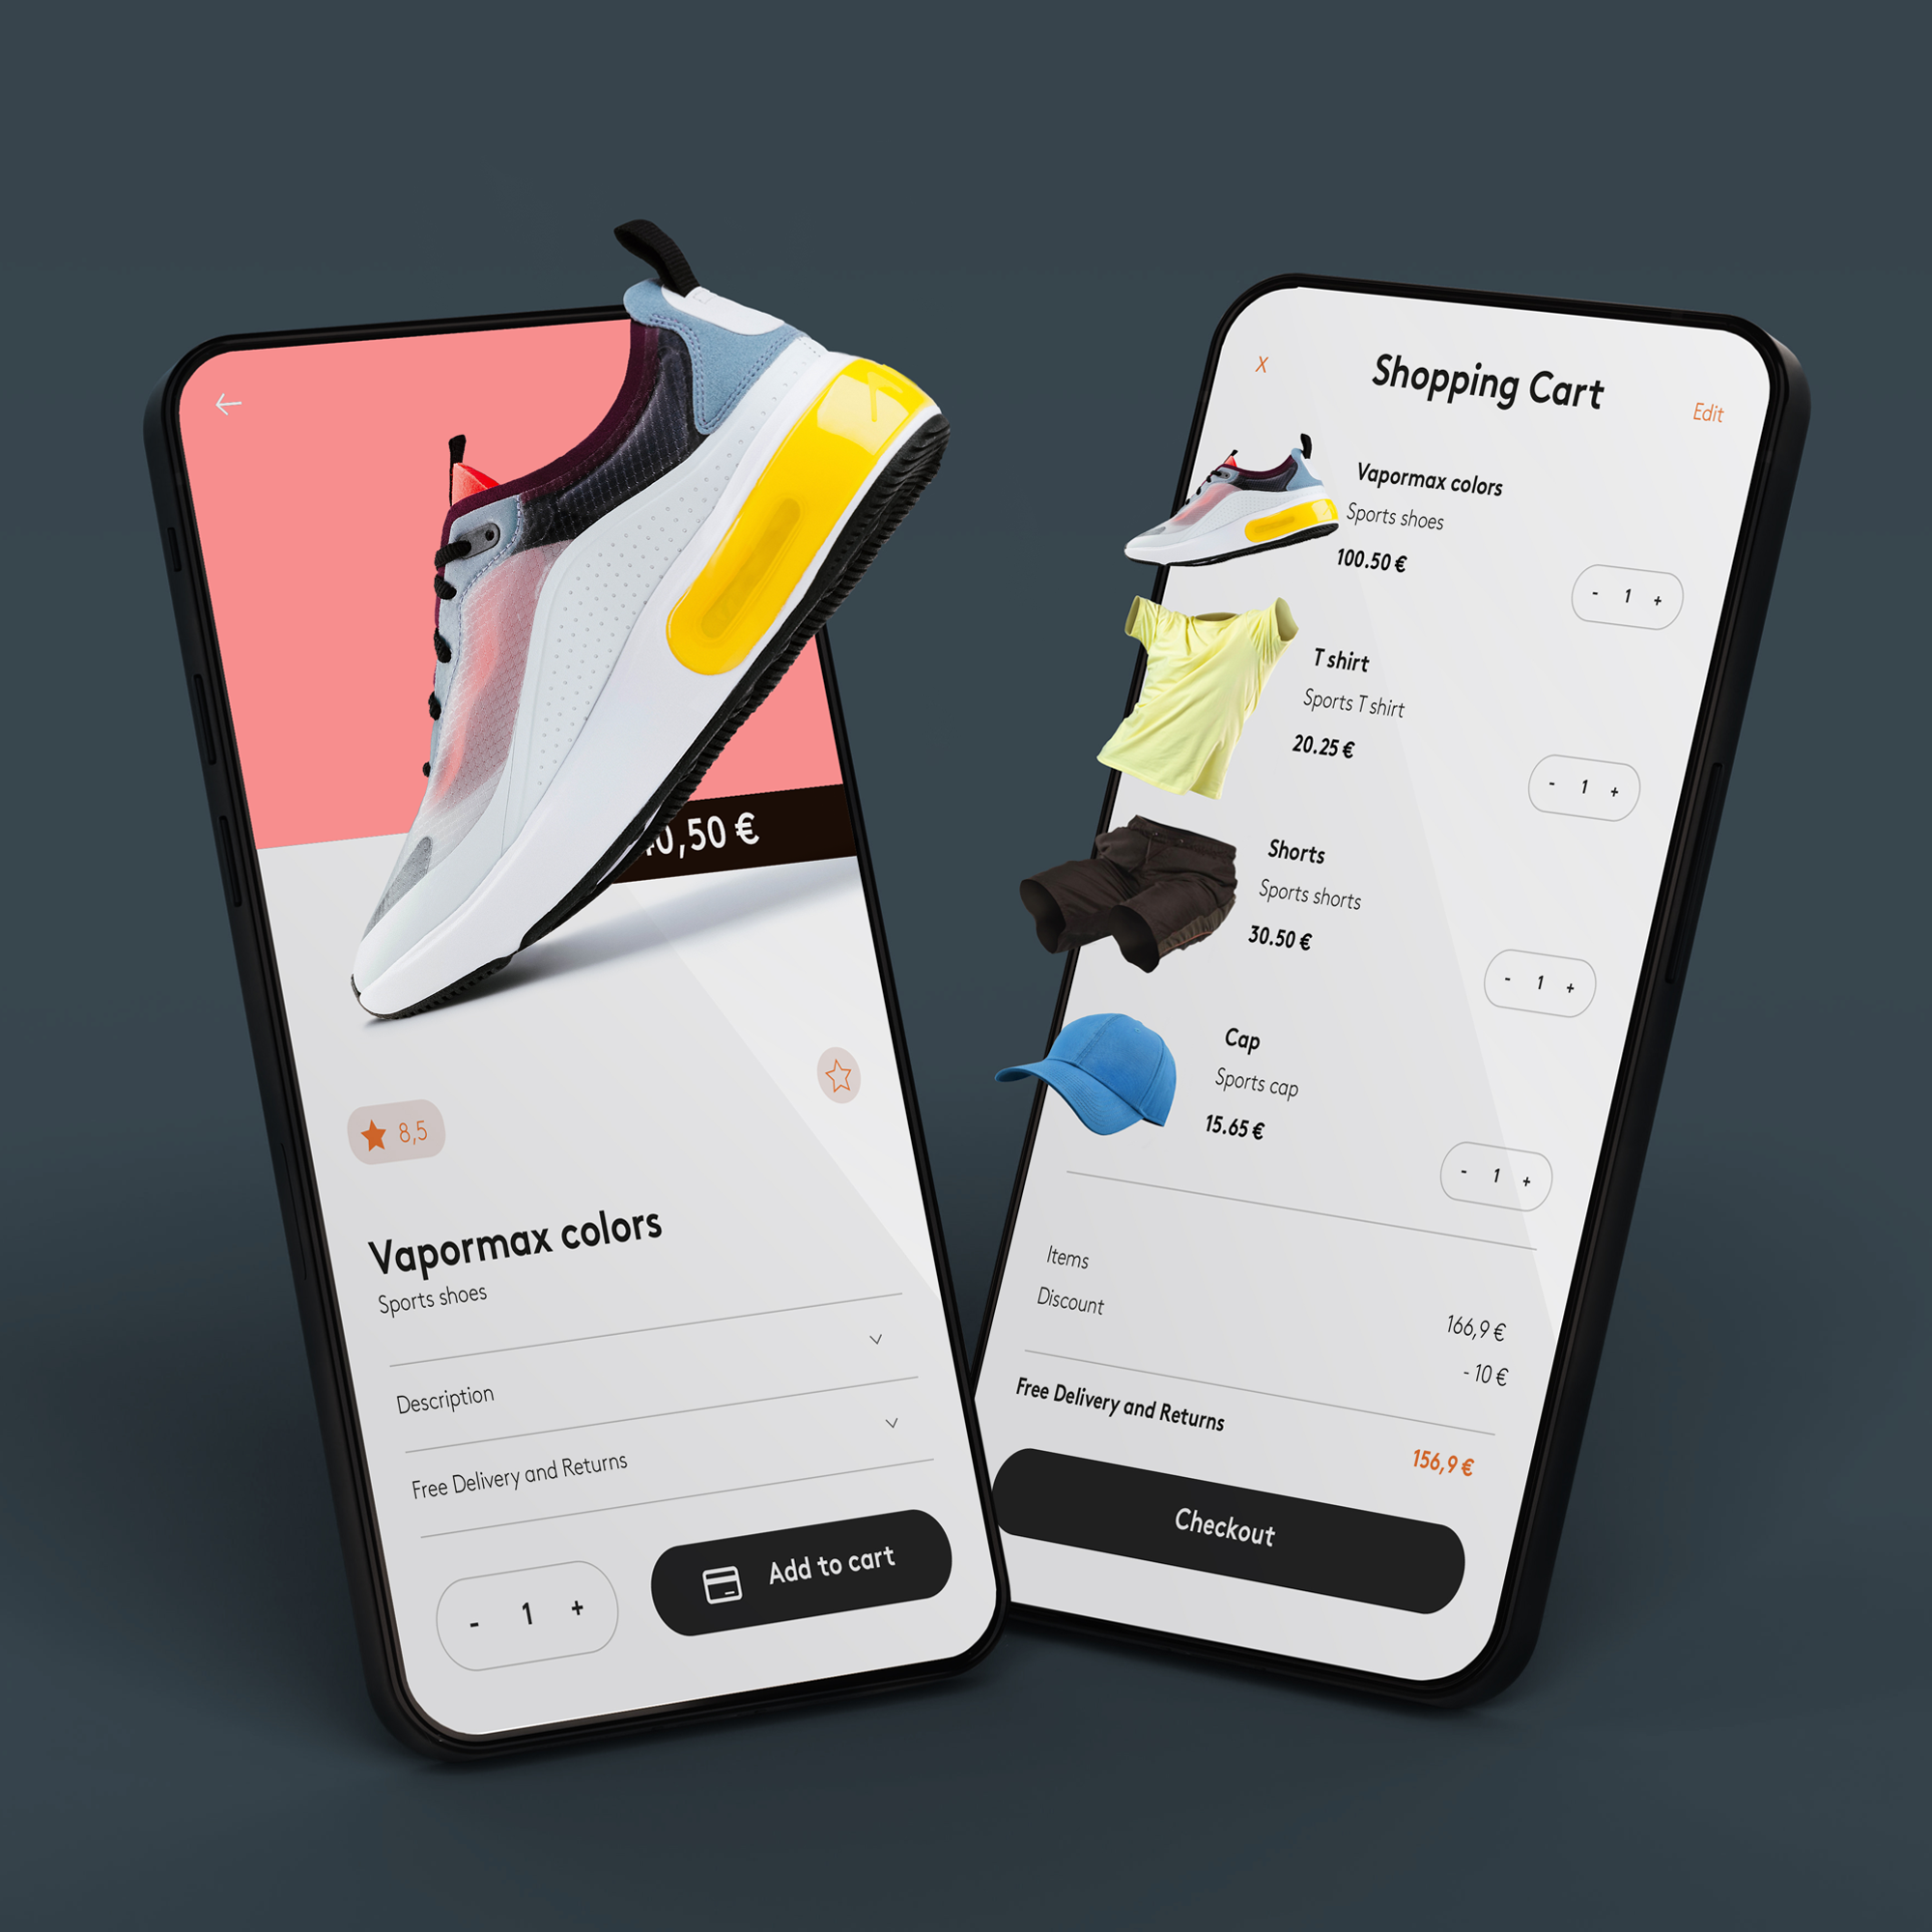 0,50 €
8,5
Vapormax colors
Sports shoes
Description
Free Delivery and Returns
- 1 +
Add to cart
X
Shopping Cart
Edit
Vapormax colors
Sports shoes
100.50 €
- 1 +
T shirt
Sports T shirt
20.25 €
- 1 +
Shorts
Sports shorts
30.50 €
- 1 +
Cap
Sports cap
15.65 €
- 1 +
Items
166,9 €
Discount
- 10 €
Free Delivery and Returns
156,9 €
Checkout